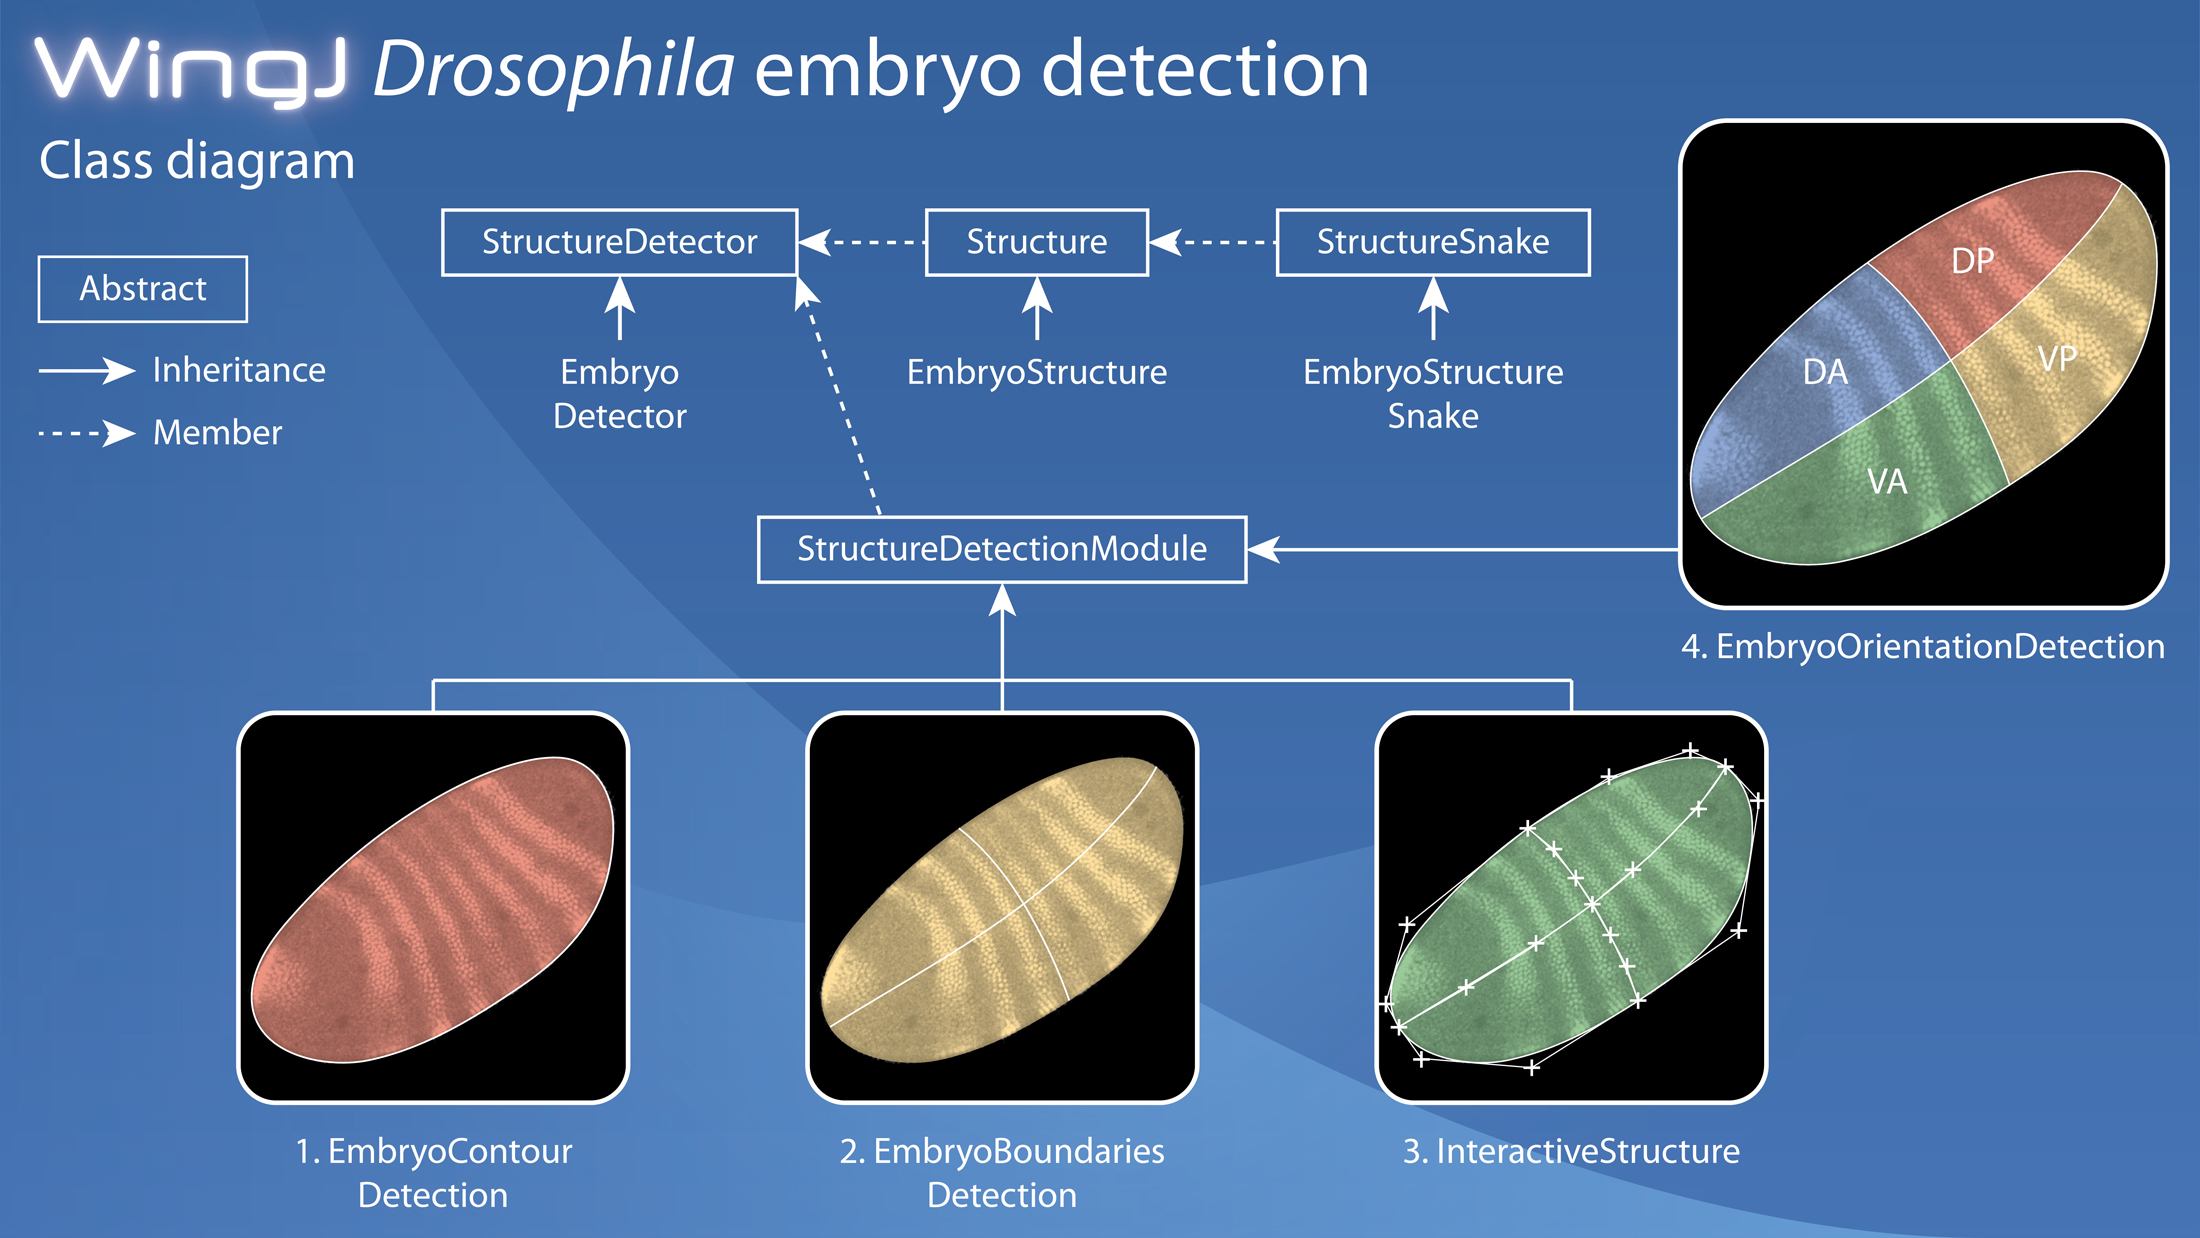 WingJ Drosophila embryo detection
Class diagram
Abstract
Inheritance
Member
StructureDetector
Structure
StructureSnake
Embryo
Detector
EmbryoStructure
EmbryoStructure
Snake
StructureDetectionModule
DP
DA
VP
VA
4. EmbryoOrientationDetection
1. EmbryoContour
Detection
2. EmbryoBoundaries
Detection
3. InteractiveStructure